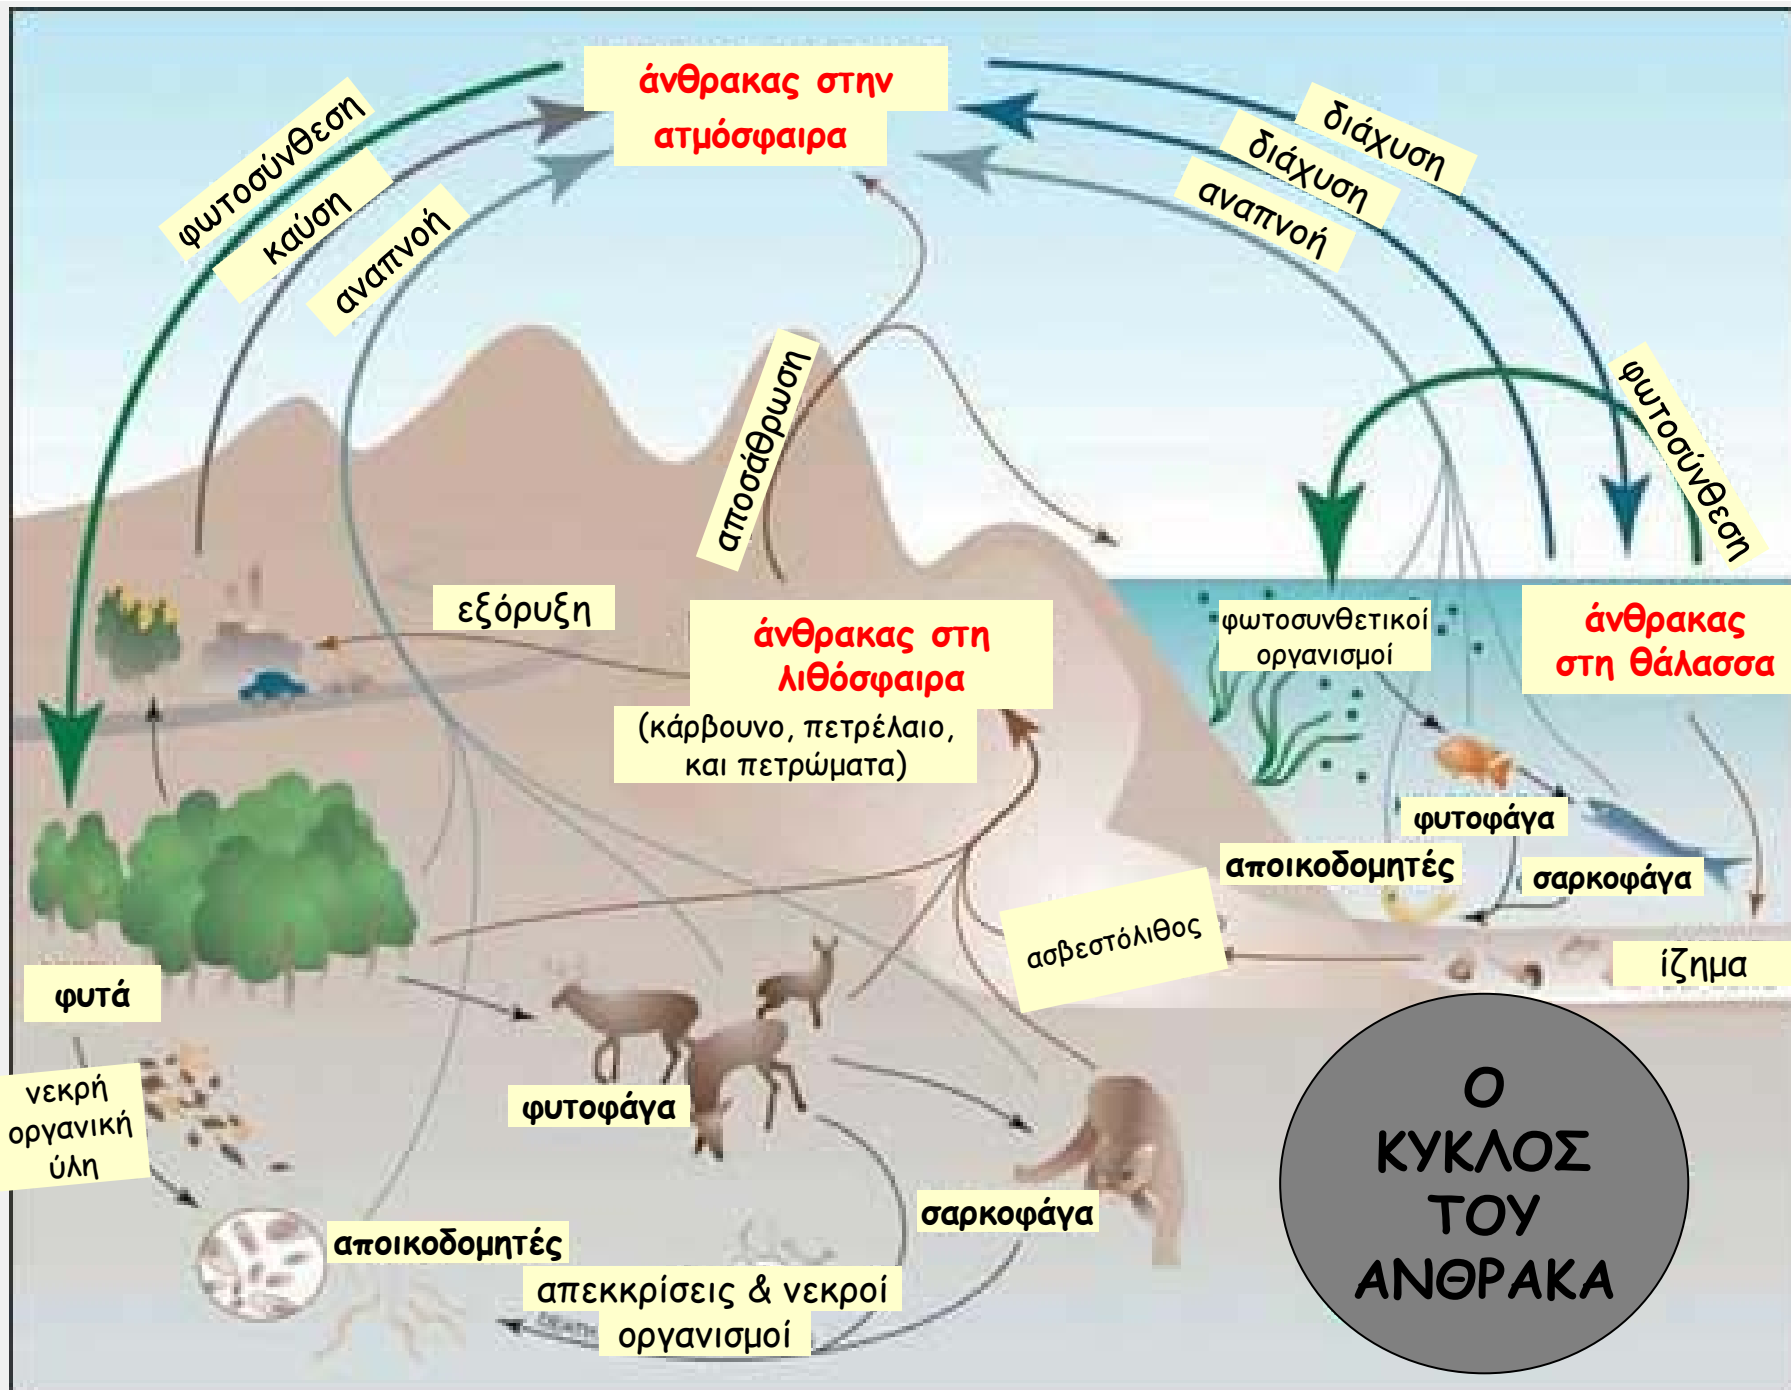 άνθρακας στην
ατμόσφαιρα
φωτοσύνθεση
καύση
αναπνοή
διάχυση
διάχυση
αναπνοή
αποσάθρωση
φωτοσύνθεση
εξόρυξη
άνθρακας στη
λιθόσφαιρα
(κάρβουνο, πετρέλαιο,
και πετρώματα)
φωτοσυνθετικοί
οργανισμοί
άνθρακας
στη θάλασσα
φυτοφάγα
αποικοδομητές
σαρκοφάγα
ασβεστόλιθος
ίζημα
φυτά
νεκρή
οργανική
ύλη
φυτοφάγα
σαρκοφάγα
αποικοδομητές
απεκκρίσεις & νεκροί
οργανισμοί
DEATH
Ο
ΚΥΚΛΟΣ
ΤΟΥ
ΑΝΘΡΑΚΑ